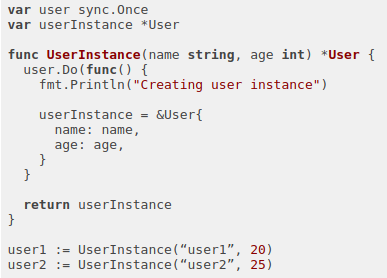 var user sync.Once
var userInstance *User
func UserInstance(name string, age int) *User {
user.Do(func() {
fmt.Println("Creating user instance")
userInstance = &User{
name: name,
age: age,
}
}
return userInstance
}
user1 := UserInstance(“user1”, 20)
user2 := UserInstance(“user2”, 25)